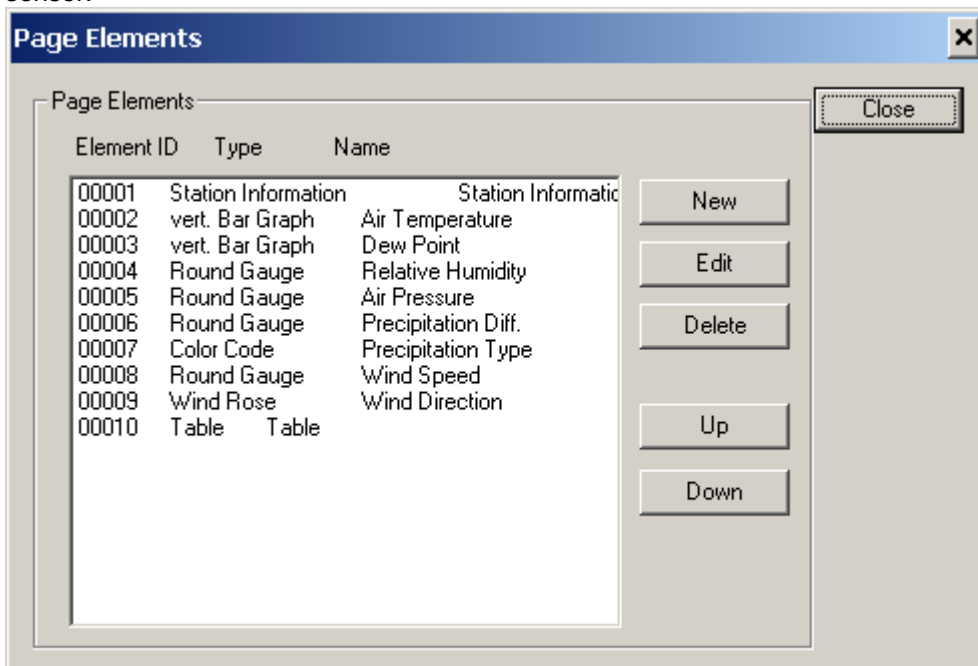 Page Elements
Page Elements
Close
Element ID Type Name
00001 Station Information Station Informatic
00002 vert. Bar Graph Air Temperature
00003 vert. Bar Graph Dew Point
00004 Round Gauge Relative Humidity
00005 Round Gauge Air Pressure
00006 Round Gauge Precipitation Diff.
00007 Color Code Precipitation Type
00008 Round Gauge Wind Speed
00009 Wind Rose Wind Direction
00010 Table Table
New
Edit
Delete
Up
Down